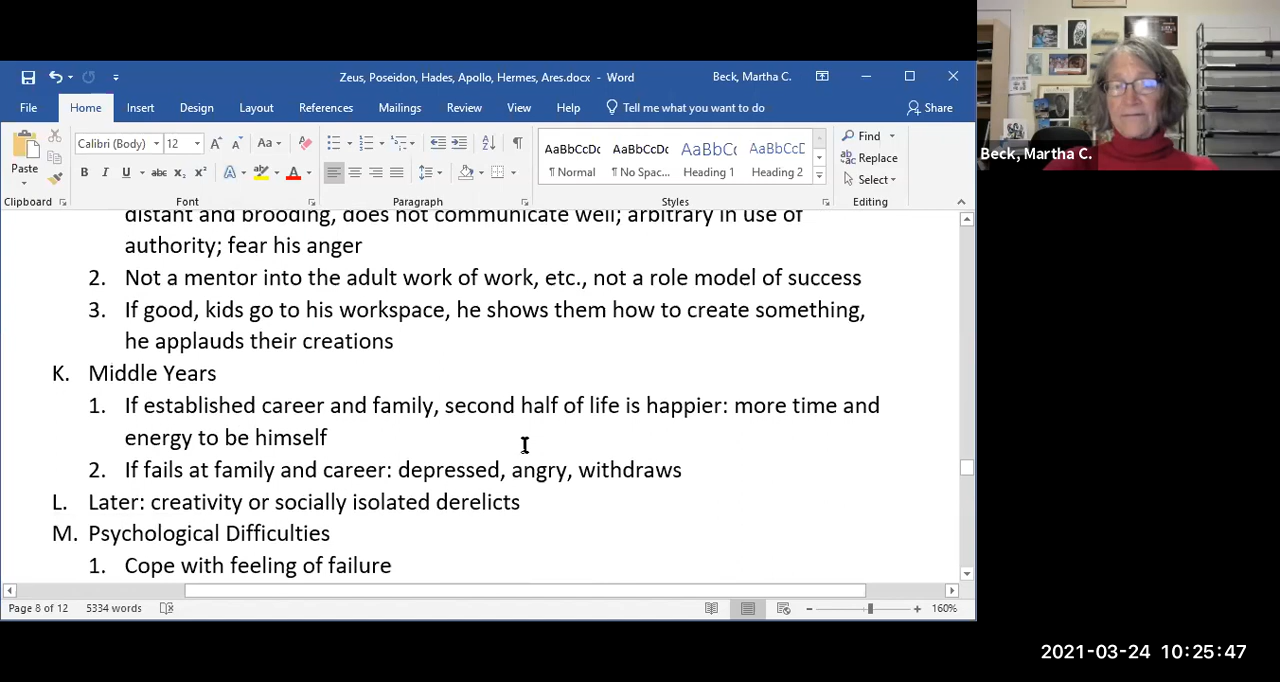 Zeus, Poseidon, Hades, Apollo, Hermes, Ares.docx - Word
Beck, Martha C.
File Home Insert Design Layout References Mailings Review View Help Tell me what you want to do Share
Paste
Calibri (Body) 12
Aa
B I U abc x₂ x² A A
AaBbCcDc AaBbCcDc AaBbC AaBbCcC
¶ Normal ¶ No Spac... Heading 1 Heading 2
Find
Replace
Select
Clipboard Font Paragraph Styles Editing
distant and brooding, does not communicate well; arbitrary in use of
authority; fear his anger
2. Not a mentor into the adult work of work, etc., not a role model of success
3. If good, kids go to his workspace, he shows them how to create something,
he applauds their creations
K. Middle Years
1. If established career and family, second half of life is happier: more time and
energy to be himself
2. If fails at family and career: depressed, angry, withdraws
L. Later: creativity or socially isolated derelicts
M. Psychological Difficulties
1. Cope with feeling of failure
Page 8 of 12 5334 words 160%
Beck, Martha C.
2021-03-24 10:25:47